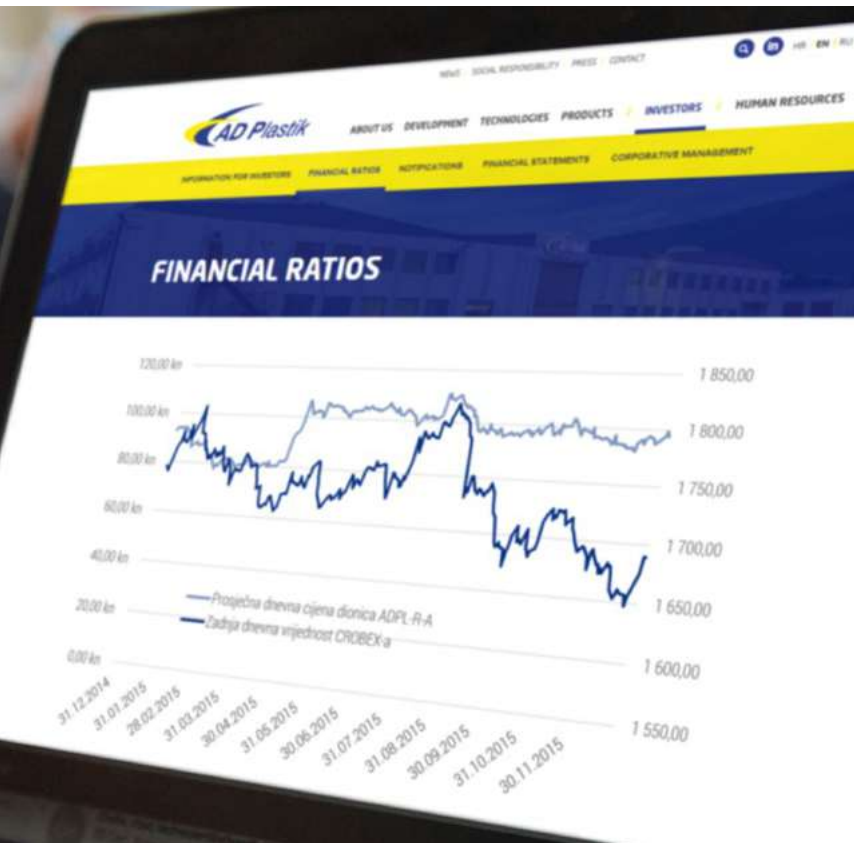 NEWS SOCIAL RESPONSIBILITY PRESS CONTACT
in HR EN RU
AD Plastik
ABOUT US DEVELOPMENT TECHNOLOGIES PRODUCTS INVESTORS HUMAN RESOURCES
INFORMATION FOR INVESTORS FINANCIAL RATIOS NOTIFICATIONS FINANCIAL STATEMENTS CORPORATIVE MANAGEMENT
FINANCIAL RATIOS
120,00 kn
100,00 kn
80,00 kn
60,00 kn
40,00 kn
20,00 kn
0,00 kn
1 850,00
1 800,00
1 750,00
1 700,00
1 650,00
1 600,00
1 550,00
Prosječna dnevna cijena dionica ADPL-R-A
Zadnja dnevna vrijednost CROBEX-a
31.12.2014
31.01.2015
28.02.2015
31.03.2015
30.04.2015
31.05.2015
30.06.2015
31.07.2015
31.08.2015
30.09.2015
31.10.2015
30.11.2015